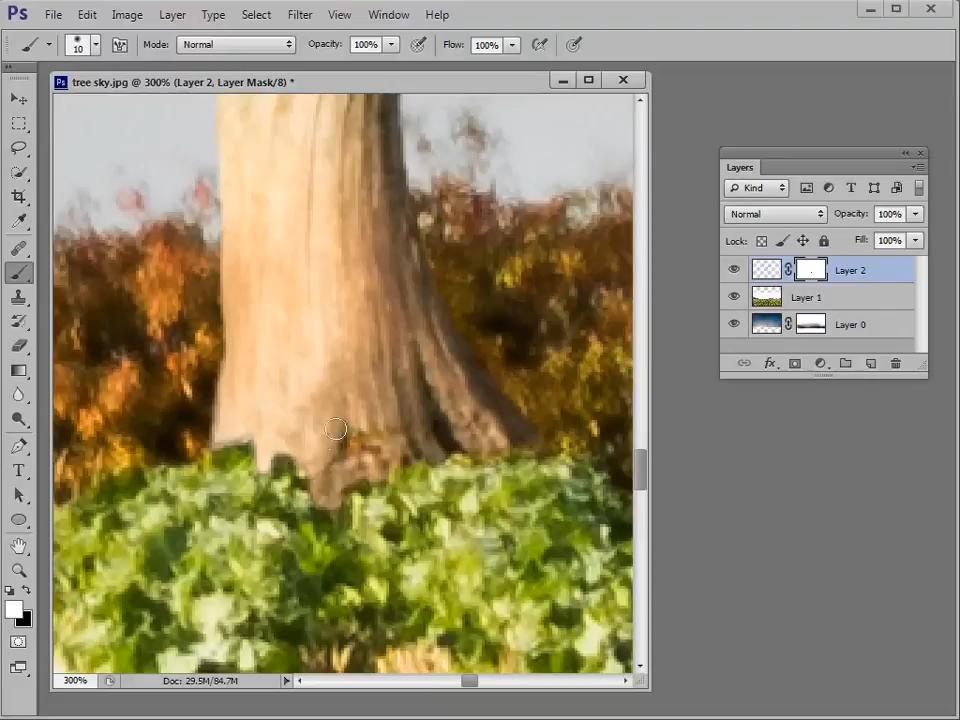 Ps File Edit Image Layer Type Select Filter View Window Help
10 Mode: Normal Opacity: 100% Flow: 100%
Ps tree sky.jpg @ 300% (Layer 2, Layer Mask/8) *
Layers
Kind T
Normal Opacity: 100%
Lock: Fill: 100%
Layer 2
Layer 1
Layer 0
fx
T
300% Doc: 29.5M/84.7M